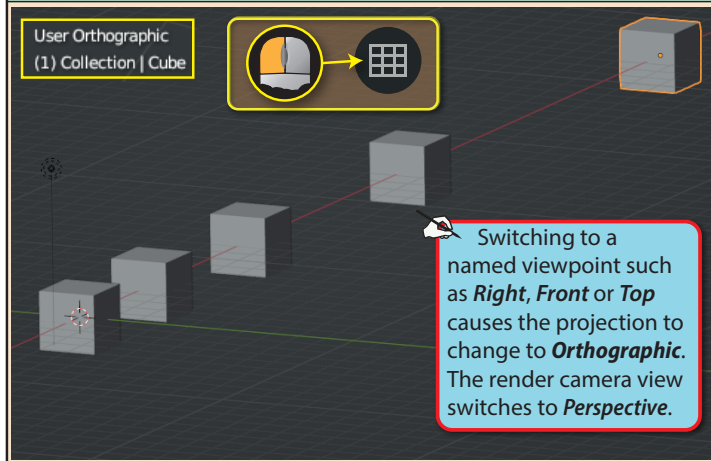 User Orthographic
(1) Collection | Cube
Switching to a
named viewpoint such
as Right, Front or Top
causes the projection to
change to Orthographic.
The render camera view
switches to Perspective.